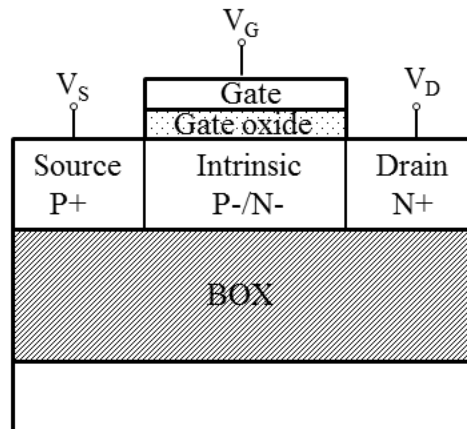 V_G
V_S
V_D
Gate
Gate oxide
Source
Intrinsic
Drain
P+
P-/N-
N+
BOX